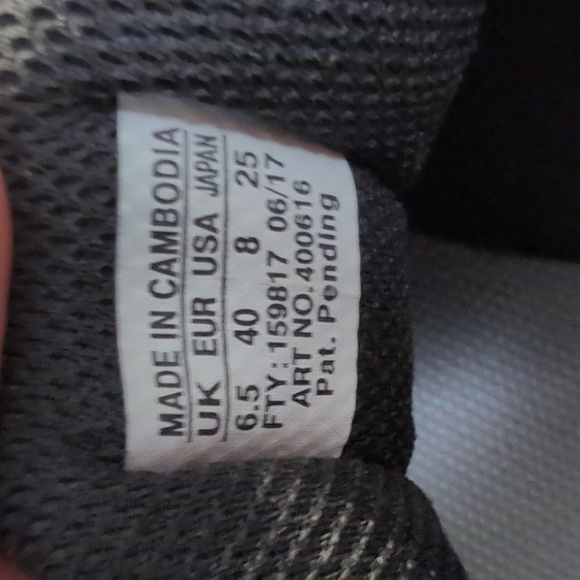 MADE IN CAMBODIA
UK EUR USA JAPAN
6.5 40 8 25
FTY: 159817 06/17
ART NO.400616
Pat. Pending